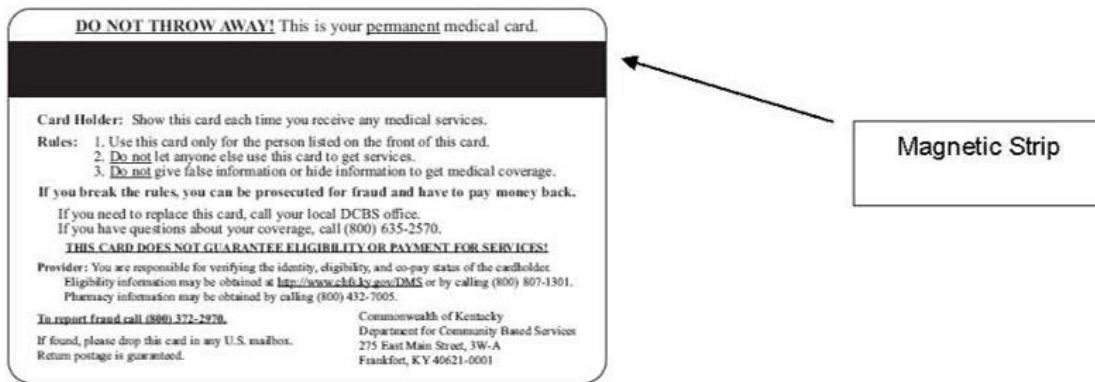 DO NOT THROW AWAY! This is your permanent medical card.
Magnetic Strip
Card Holder: Show this card each time you receive any medical services.
Rules: 1. Use this card only for the person listed on the front of this card.
2. Do not let anyone else use this card to get services.
3. Do not give false information or hide information to get medical coverage.
If you break the rules, you can be prosecuted for fraud and have to pay money back.
If you need to replace this card, call your local DCBS office.
If you have questions about your coverage, call (800) 635-2570.
THIS CARD DOES NOT GUARANTEE ELIGIBILITY OR PAYMENT FOR SERVICES!
Provider: You are responsible for verifying the identity, eligibility, and co-pay status of the cardholder.
Eligibility information may be obtained at http://www.chfs.ky.gov/DMS or by calling (800) 807-1301.
Pharmacy information may be obtained by calling (800) 432-7005.
To report fraud call (800) 372-2970.
If found, please drop this card in any U.S. mailbox.
Return postage is guaranteed.
Commonwealth of Kentucky
Department for Community Based Services
275 East Main Street, 3W-A
Frankfort, KY 40621-0001